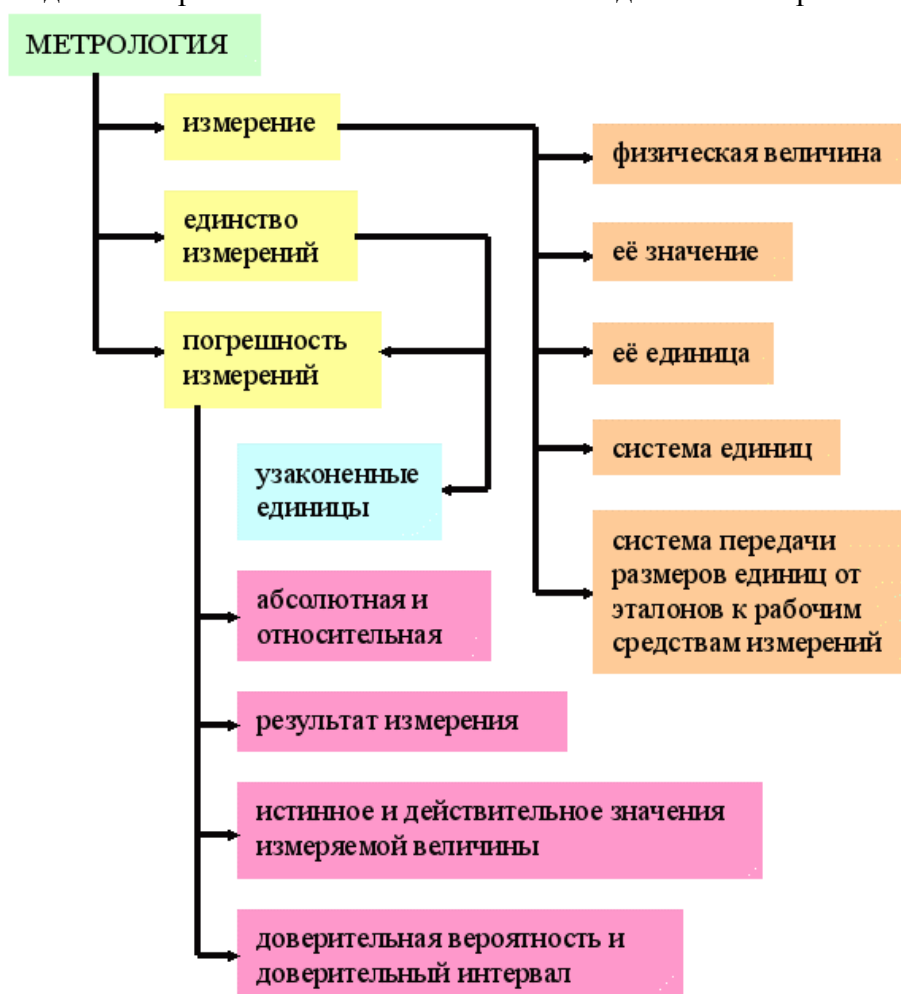 МЕТРОЛОГИЯ
измерение
физическая величина
единство
измерений
её значение
погрешность
измерений
её единица
система единиц
узаконенные
единицы
система передачи
размеров единиц от
эталонов к рабочим
средствам измерений
абсолютная и
относительная
результат измерения
истинное и действительное значения
измеряемой величины
доверительная вероятность и
доверительный интервал